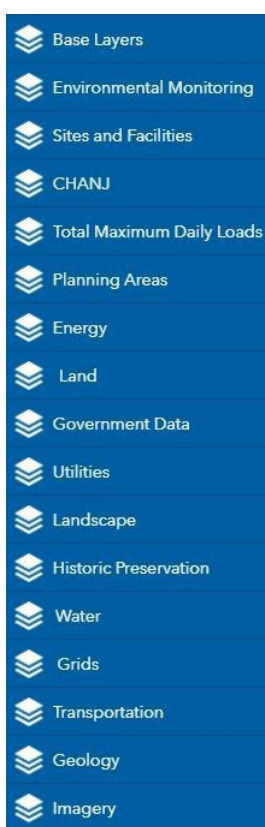 Base Layers
Environmental Monitoring
Sites and Facilities
CHANJ
Total Maximum Daily Loads
Planning Areas
Energy
Land
Government Data
Utilities
Landscape
Historic Preservation
Water
Grids
Transportation
Geology
Imagery